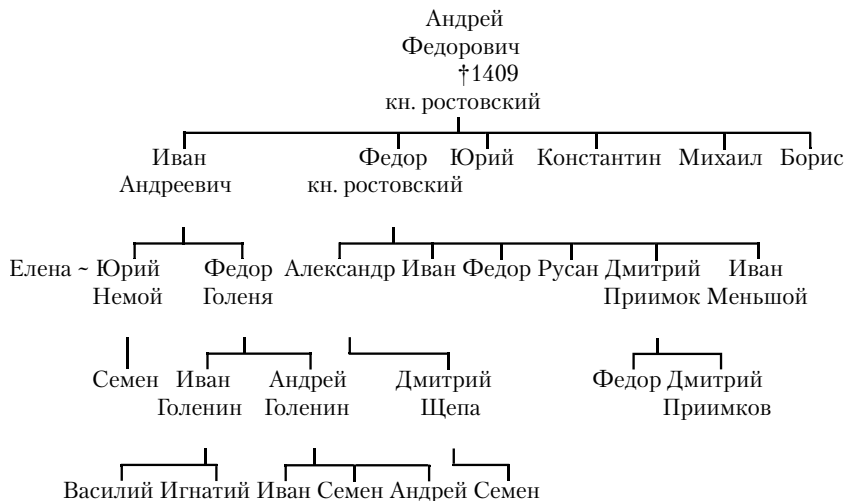 Андрей
Федорович
†1409
кн. ростовский
Иван Федор Юрий Константин Михаил Борис
Андреевич кн. ростовский
Елена ~ Юрий Федор Александр Иван Федор Русан Дмитрий Иван
Немой Голеня Приимок Меньшой
Семен Иван Андрей Дмитрий Федор Дмитрий
Голенин Голенин Щепа Приимков
Василий Игнатий Иван Семен Андрей Семен